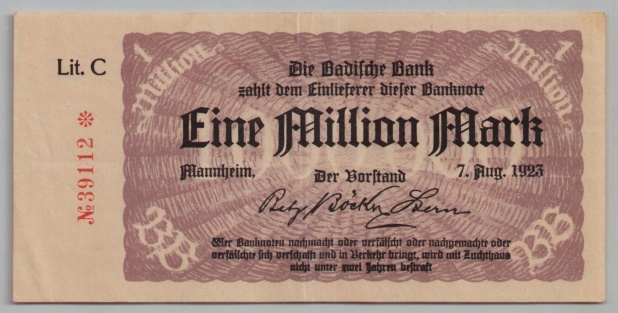 1 Million
1 Million
Lit. C
Die Badische Bank
zahlt dem Einlieferer dieser Banknote
Eine Million Mark
Mannheim, Der Vorstand 7. Aug. 1923
№39112 *
BB
BB
Wer Banknoten nachmacht oder verfälscht oder nachgemachte oder
verfälschte sich verschafft und in Verkehr bringt, wird mit Zuchthaus
nicht unter zwei Jahren bestraft